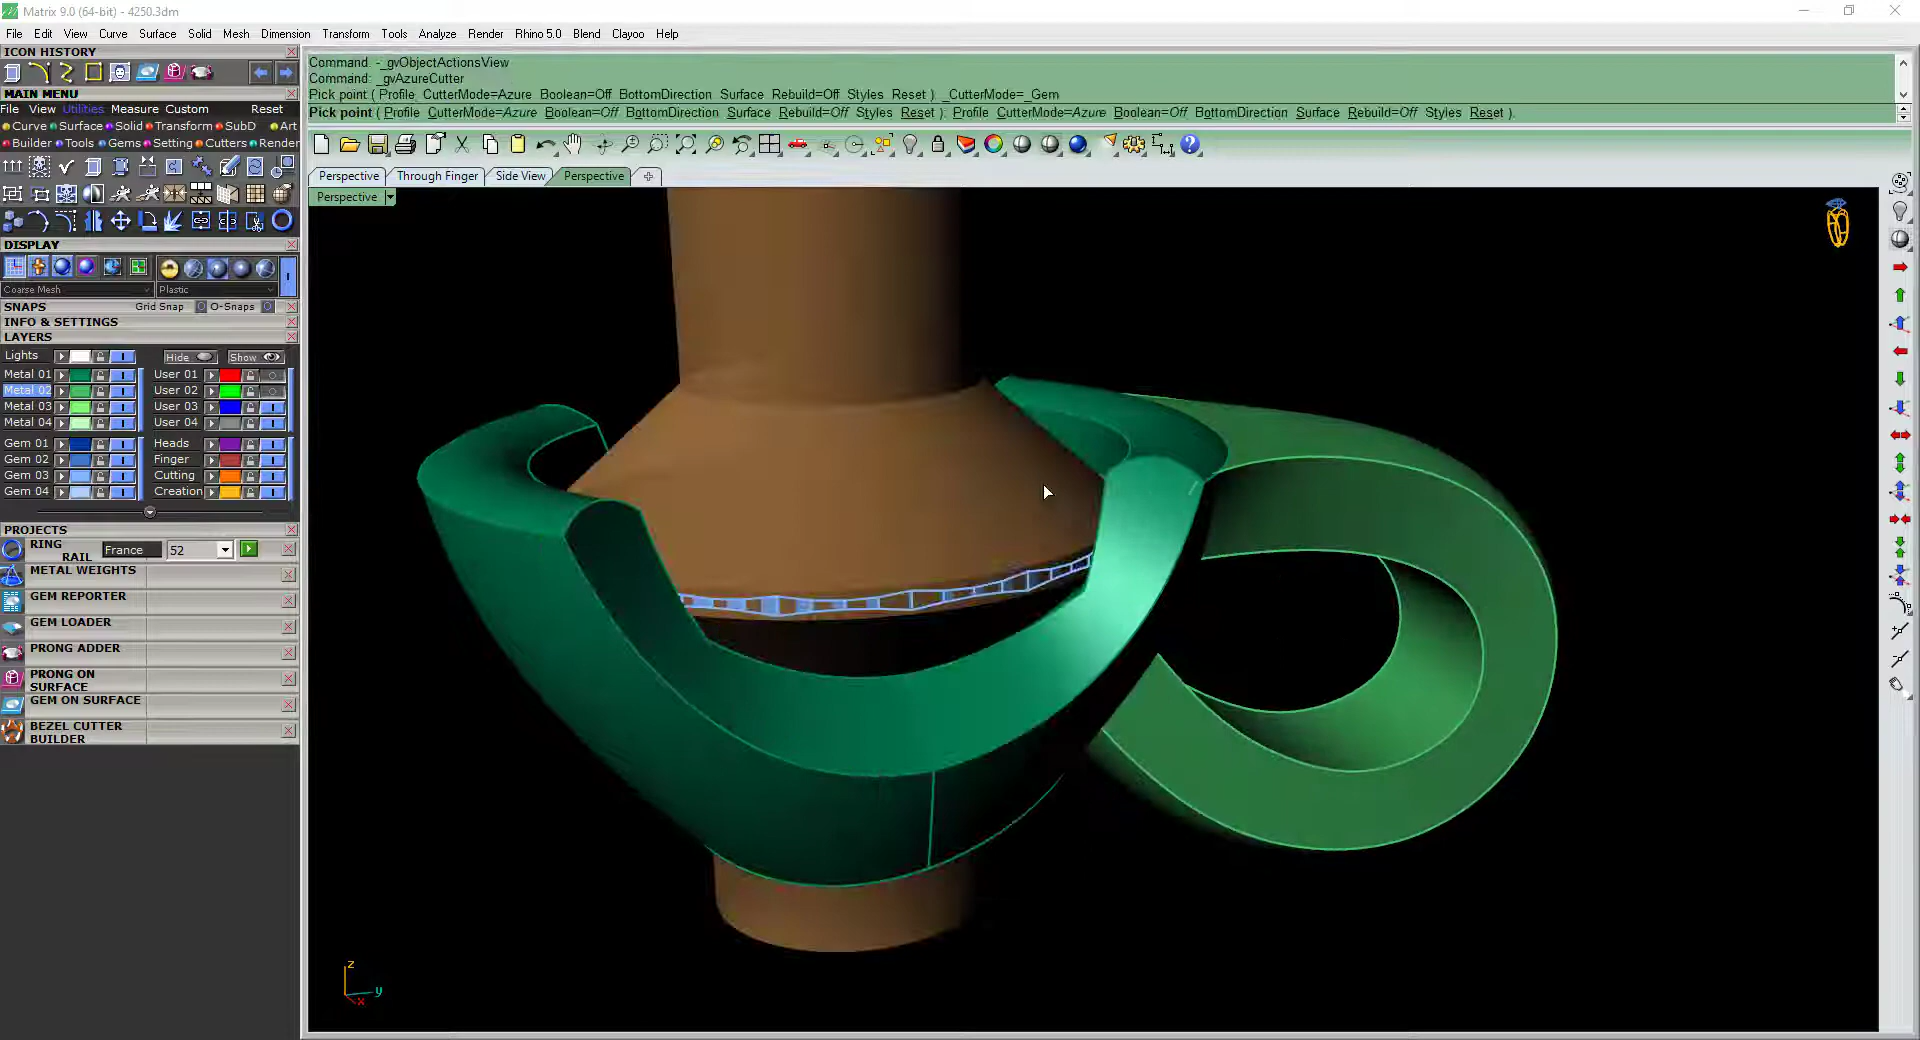 Matrix 9.0 (64-bit) - 4250.3dm
File Edit View Curve Surface Solid Mesh Dimension Transform Tools Analyze Render Rhino 5.0 Blend Clayoo Help
ICON HISTORY
MAIN MENU
File View Utilities Measure Custom Reset
Curve Surface Solid Transform SubD Art
Builder Tools Gems Setting Cutters Render
DISPLAY
Coarse Mesh Plastic
SNAPS Grid Snap O-Snaps
INFO & SETTINGS
LAYERS
Lights Hide Show
Metal 01 User 01
Metal 02 User 02
Metal 03 User 03
Metal 04 User 04
Gem 01 Heads
Gem 02 Finger
Gem 03 Cutting
Gem 04 Creation
PROJECTS
RING RAIL France 52
METAL WEIGHTS
GEM REPORTER
GEM LOADER
PRONG ADDER
PRONG ON
SURFACE
GEM ON SURFACE
BEZEL CUTTER
BUILDER
Command: -_gvObjectActionsView
Command: _gvAzureCutter
Pick point ( Profile CutterMode=Azure Boolean=Off BottomDirection Surface Rebuild=Off Styles Reset ): _CutterMode=_Gem
Pick point ( Profile CutterMode=Azure Boolean=Off BottomDirection Surface Rebuild=Off Styles Reset ): Profile CutterMode=Azure Boolean=Off BottomDirection Surface Rebuild=Off Styles Reset ):
Perspective Through Finger Side View Perspective
Perspective
z
y
x